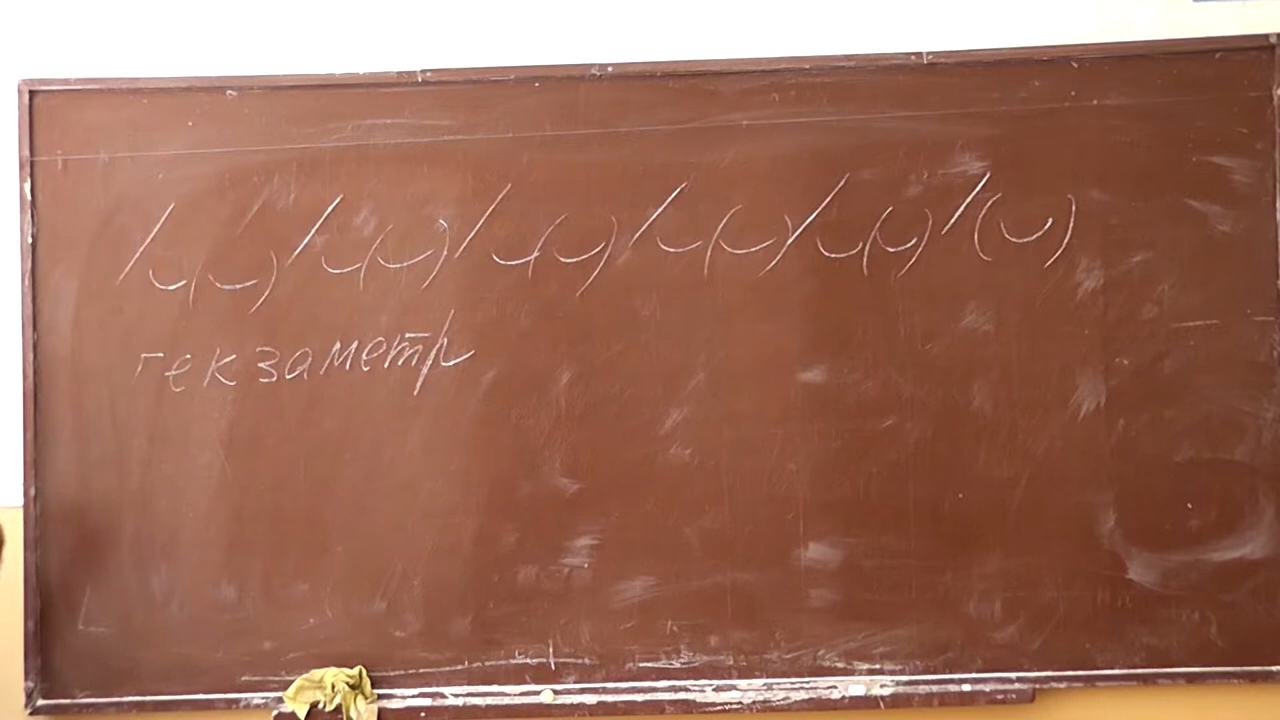 / ◡(◡) / ◡(◡) / ◡(◡) / ◡(◡) / ◡(◡) / (◡)
гекзаметр